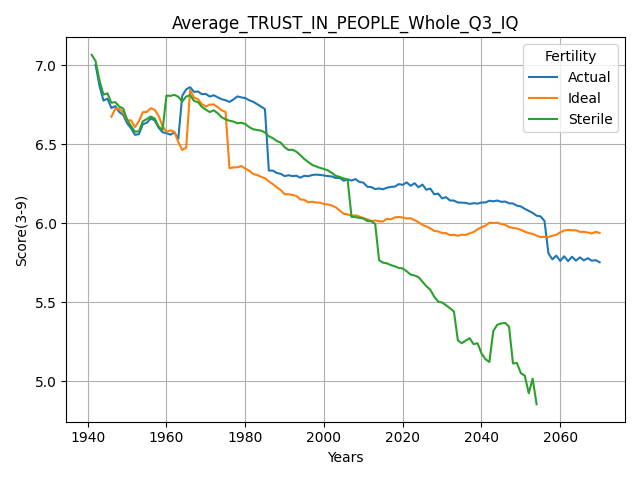 Average_TRUST_IN_PEOPLE_Whole_Q3_IQ
Fertility
Actual
Ideal
Sterile
Score(3-9)
7.0
6.5
6.0
5.5
5.0
1940 1960 1980 2000 2020 2040 2060
Years